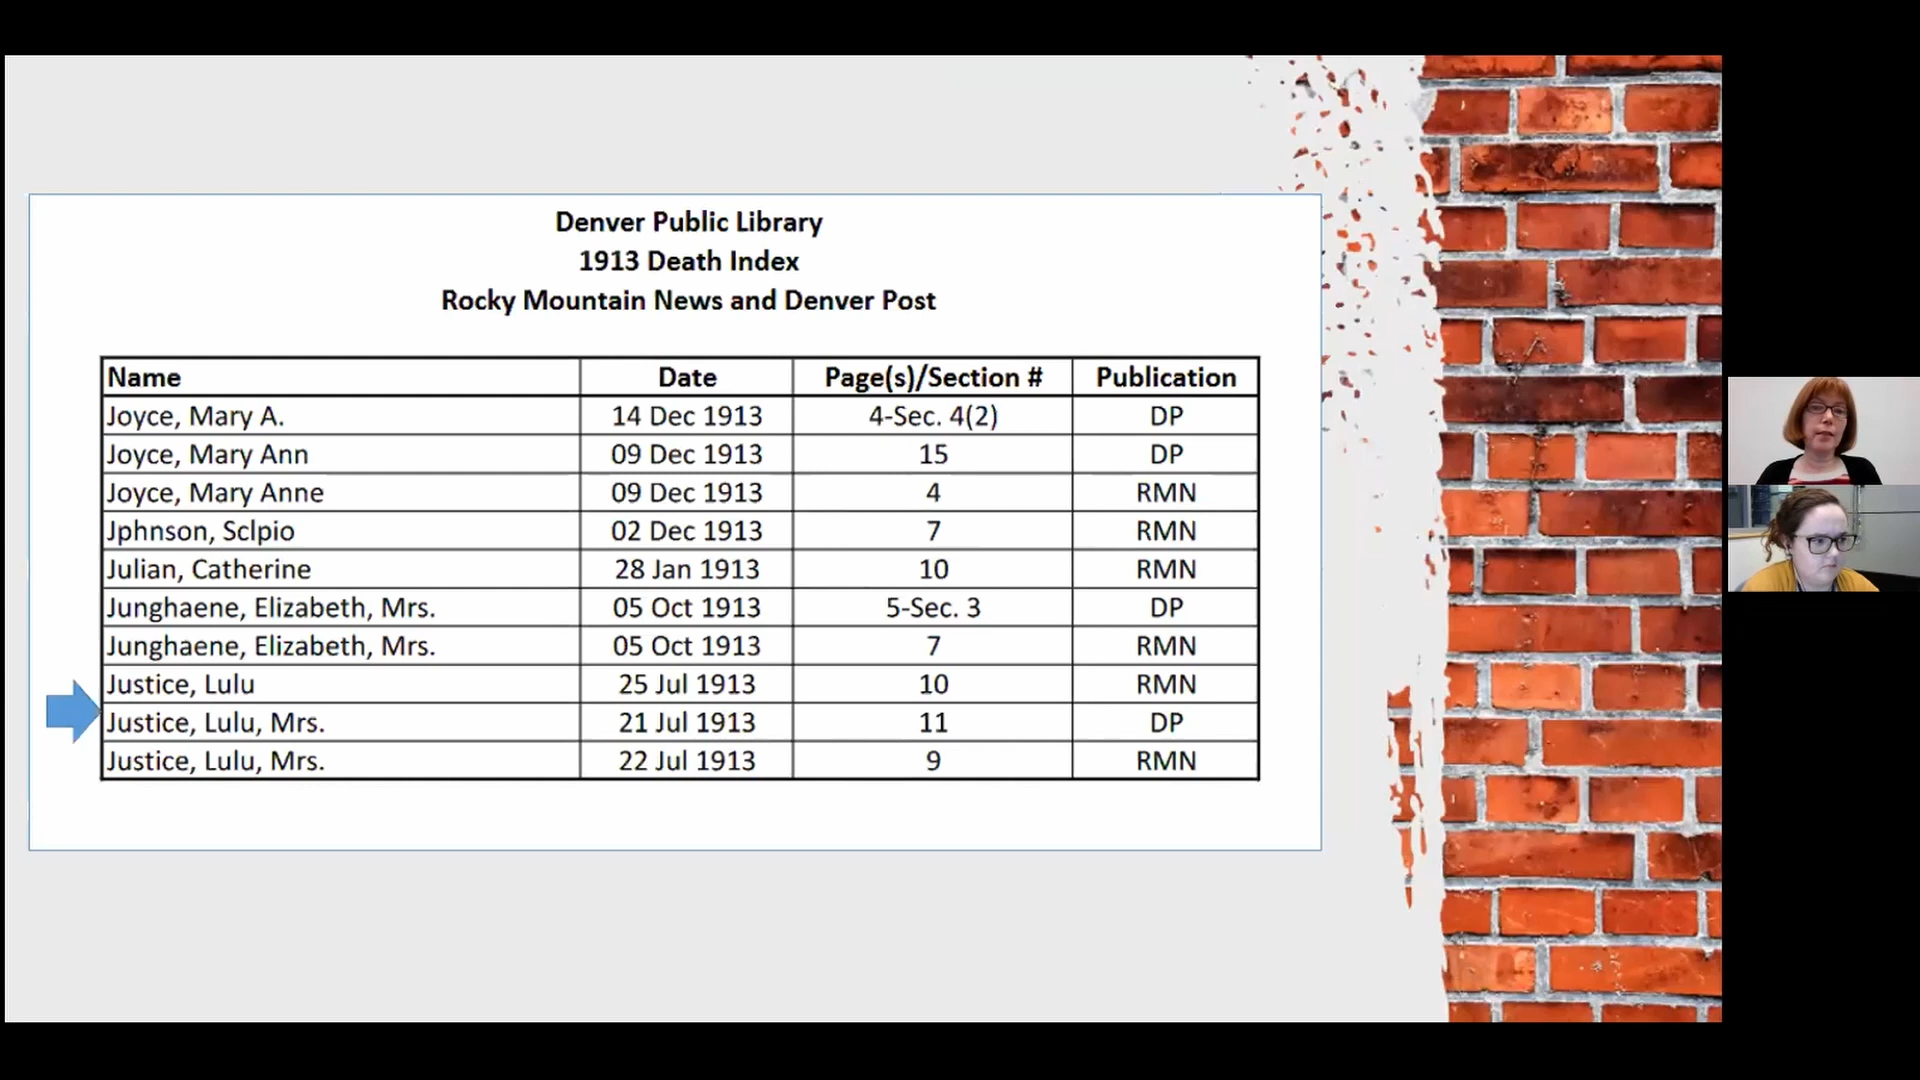 Denver Public Library
1913 Death Index
Rocky Mountain News and Denver Post
Name Date Page(s)/Section # Publication
Joyce, Mary A. 14 Dec 1913 4-Sec. 4(2) DP
Joyce, Mary Ann 09 Dec 1913 15 DP
Joyce, Mary Anne 09 Dec 1913 4 RMN
Jphnson, Sclpio 02 Dec 1913 7 RMN
Julian, Catherine 28 Jan 1913 10 RMN
Junghaene, Elizabeth, Mrs. 05 Oct 1913 5-Sec. 3 DP
Junghaene, Elizabeth, Mrs. 05 Oct 1913 7 RMN
Justice, Lulu 25 Jul 1913 10 RMN
Justice, Lulu, Mrs. 21 Jul 1913 11 DP
Justice, Lulu, Mrs. 22 Jul 1913 9 RMN